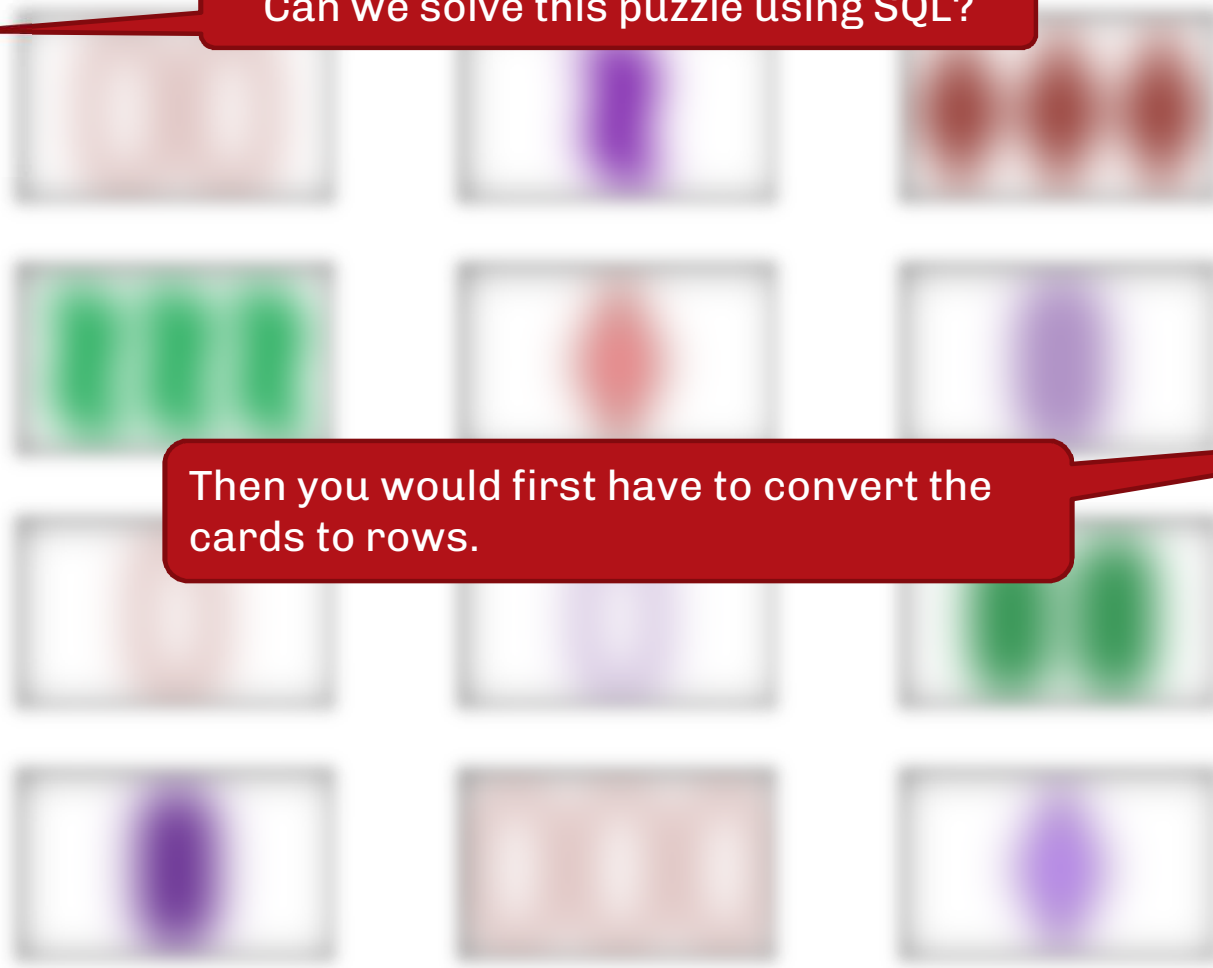 Can we solve this puzzle using SQL?
Then you would first have to convert the
cards to rows.